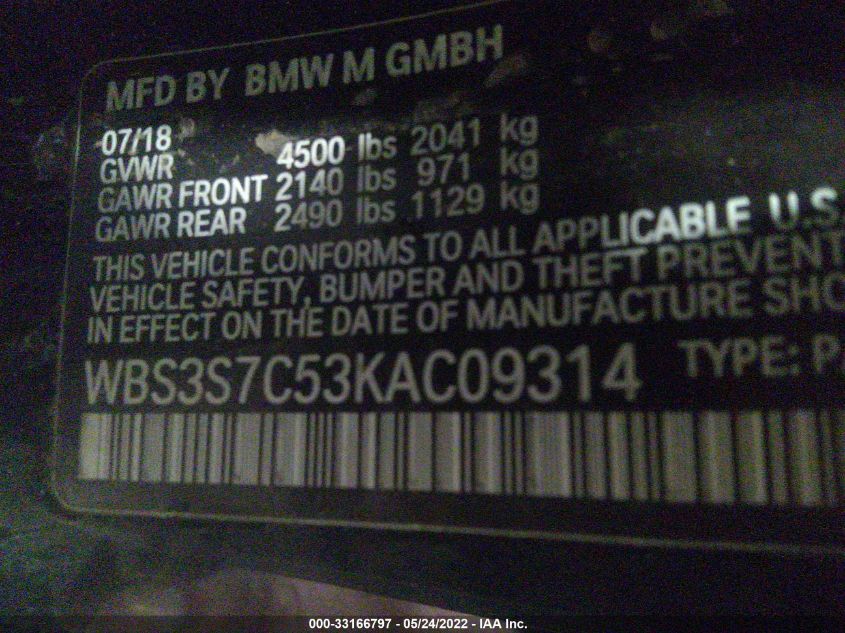 MFD BY BMW M GMBH
07/18
GVWR 4500 lbs 2041 kg
GAWR FRONT 2140 lbs 971 kg
GAWR REAR 2490 lbs 1129 kg
THIS VEHICLE CONFORMS TO ALL APPLICABLE U.S.
VEHICLE SAFETY, BUMPER AND THEFT PREVENT
IN EFFECT ON THE DATE OF MANUFACTURE SHO
WBS3S7C53KAC09314 TYPE: PA
000-33166797 - 05/24/2022 - IAA Inc.